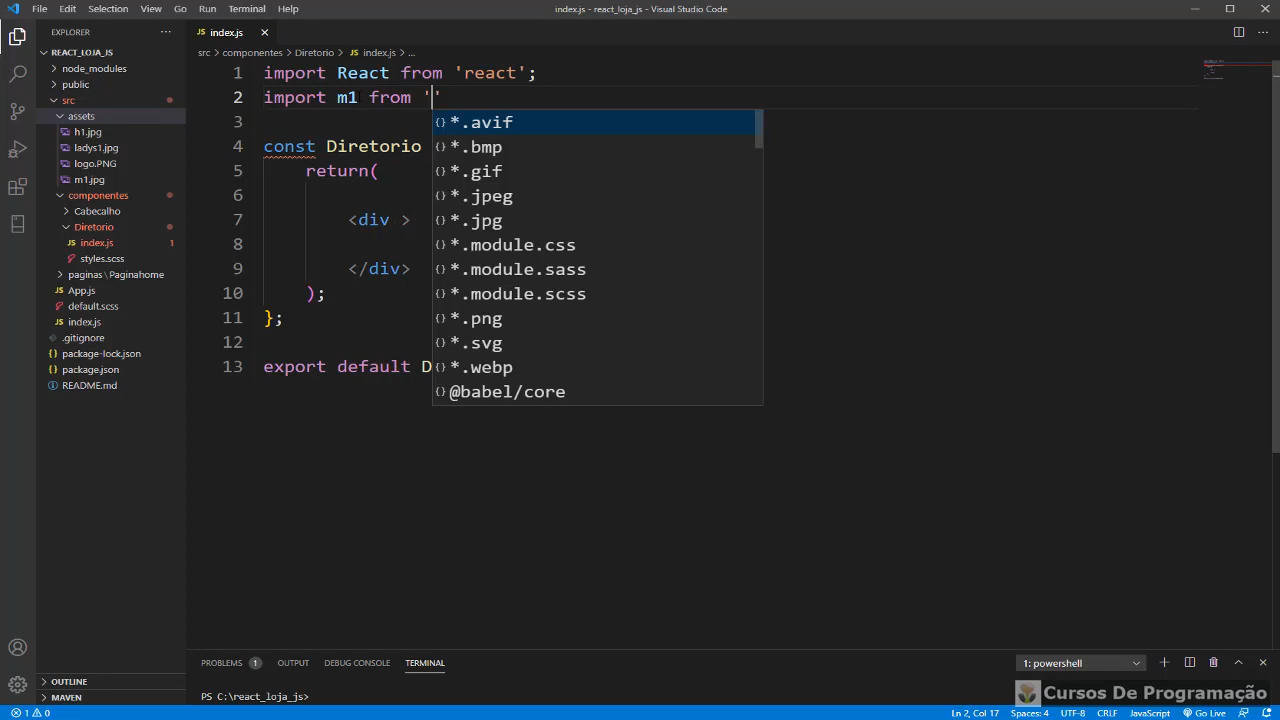 File Edit Selection View Go Run Terminal Help
index.js - react_loja_js - Visual Studio Code
EXPLORER
REACT_LOJA_JS
node_modules
public
src
assets
h1.jpg
ladys1.jpg
logo.PNG
m1.jpg
componentes
Cabecalho
Diretorio
index.js 1
styles.scss
paginas\Paginahome
App.js
default.scss
index.js
.gitignore
package-lock.json
package.json
README.md
OUTLINE
MAVEN
JS index.js
src > componentes > Diretorio > JS index.js > ...
1 import React from 'react';
2 import m1 from ''
3
4 const Diretorio
5 return(
6
7 <div >
8
9 </div>
10 );
11 };
12
13 export default D
*.avif
*.bmp
*.gif
*.jpeg
*.jpg
*.module.css
*.module.sass
*.module.scss
*.png
*.svg
*.webp
@babel/core
PROBLEMS 1 OUTPUT DEBUG CONSOLE TERMINAL
1: powershell
PS C:\react_loja_js>
Cursos De Programação
1 0
Ln 2, Col 17 Spaces: 4 UTF-8 CRLF JavaScript Go Live